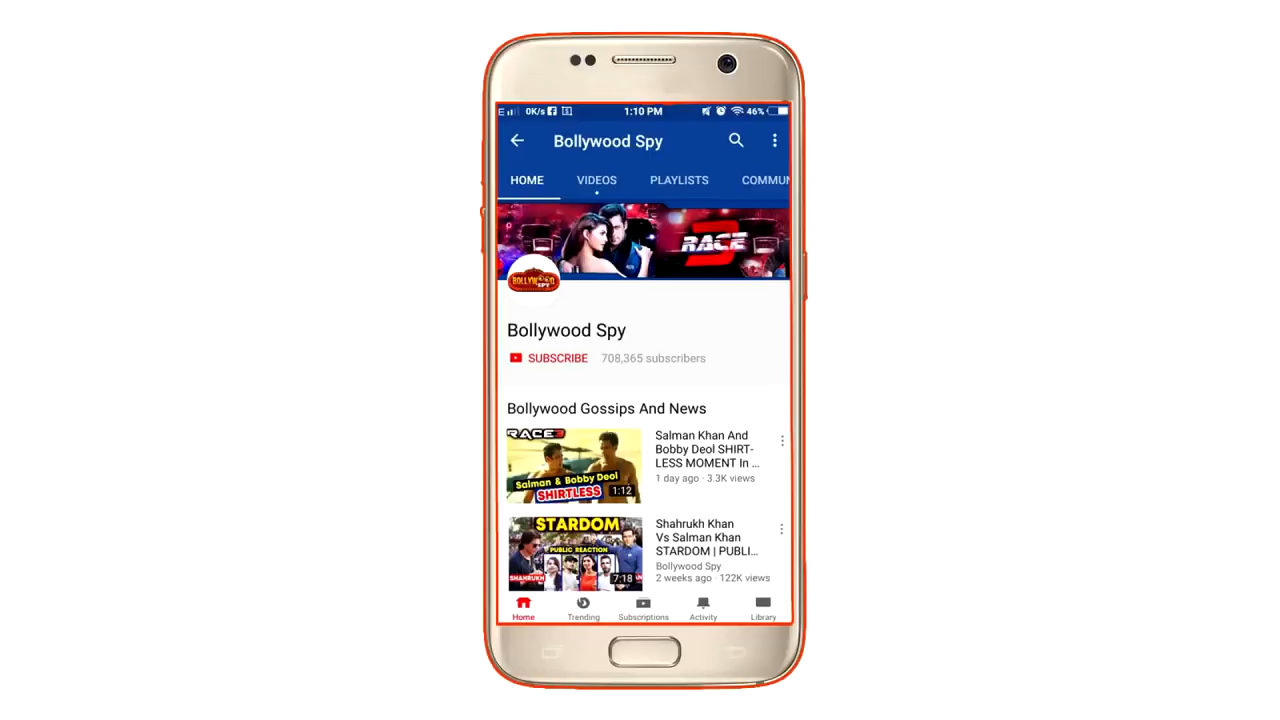 0K/s 1:10 PM 46%
Bollywood Spy
HOME VIDEOS PLAYLISTS COMMUN
RACE 3
BOLLYWOOD
SPY
Bollywood Spy
SUBSCRIBE 708,365 subscribers
Bollywood Gossips And News
RACE3
Salman & Bobby Deol
SHIRTLESS
1:12
Salman Khan And
Bobby Deol SHIRT-
LESS MOMENT In ...
1 day ago · 3.3K views
STARDOM
PUBLIC REACTION
SHAHRUKH
7:18
Shahrukh Khan
Vs Salman Khan
STARDOM | PUBLI...
Bollywood Spy
2 weeks ago · 122K views
Home Trending Subscriptions Activity Library